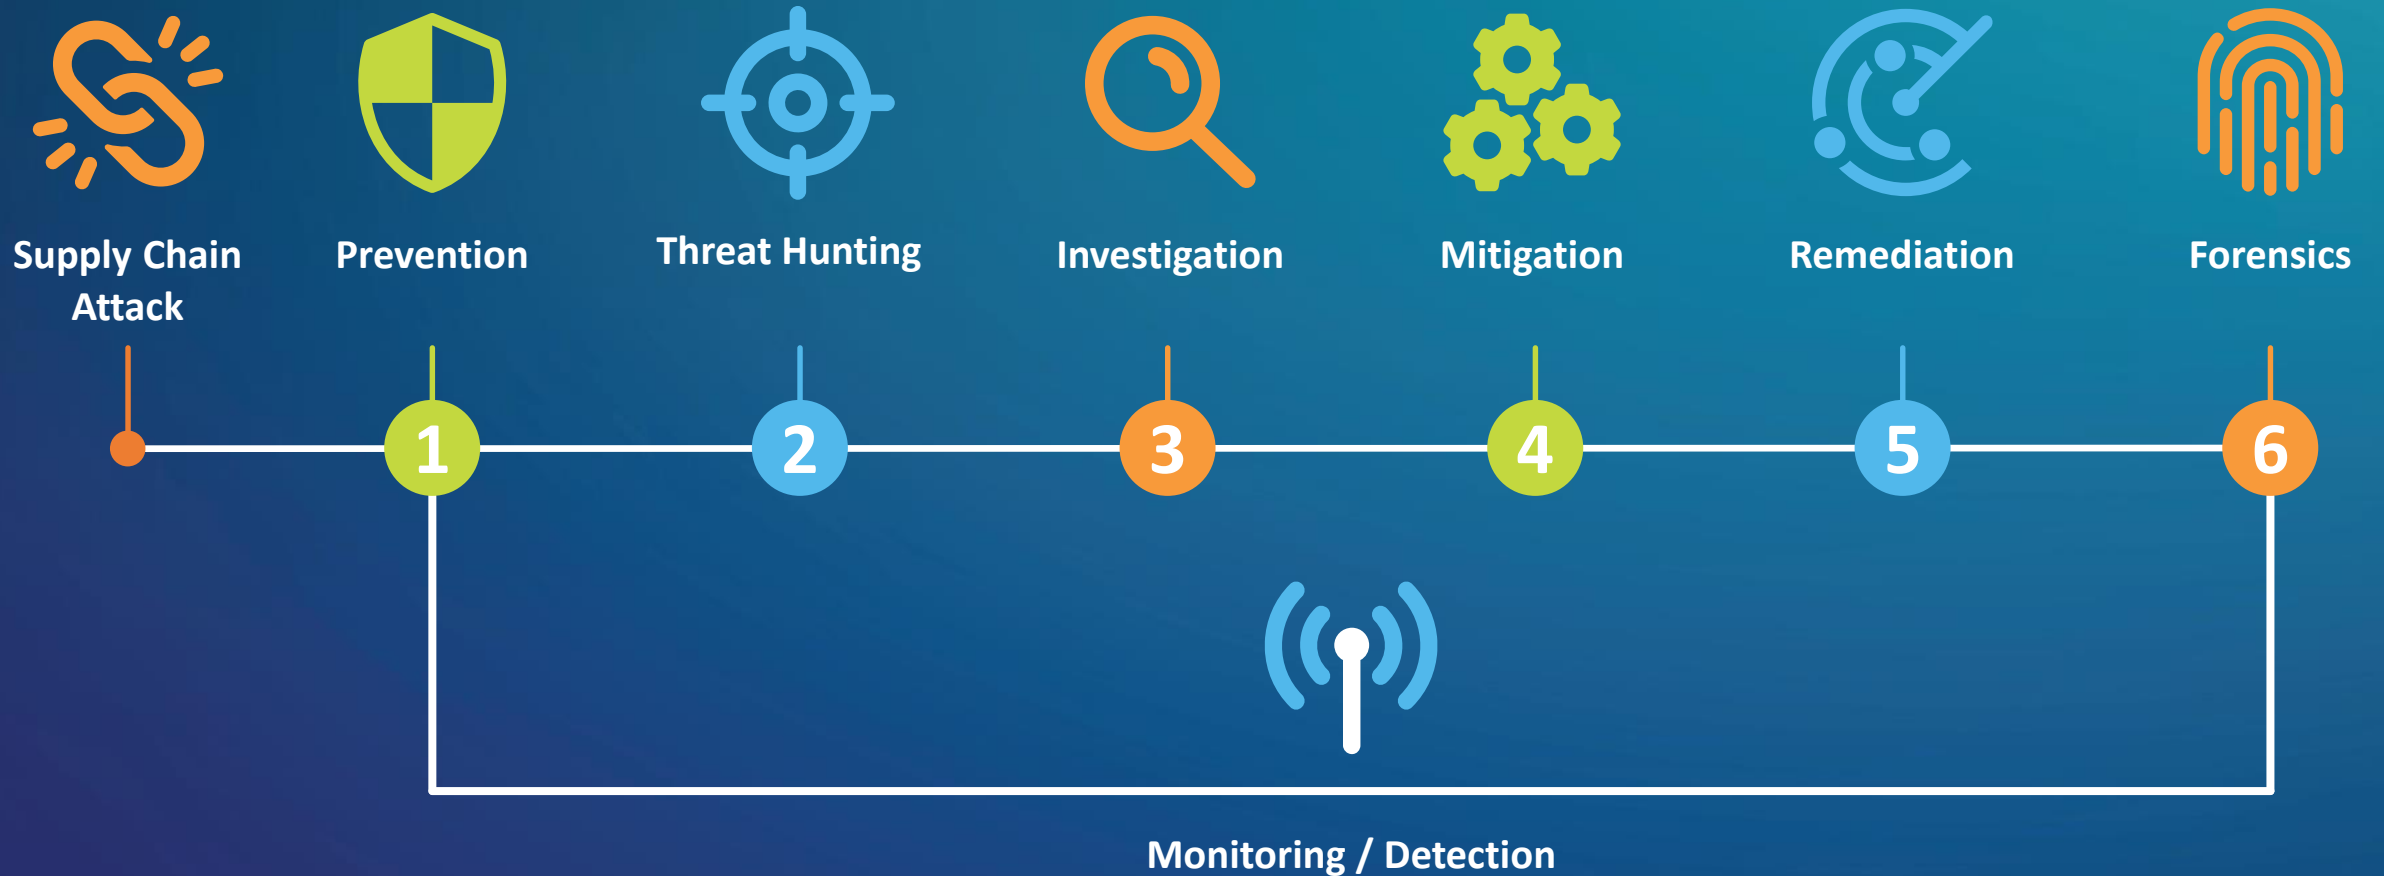 Supply Chain
Attack
Prevention
Threat Hunting
Investigation
Mitigation
Remediation
Forensics
1
2
3
4
5
6
Monitoring / Detection